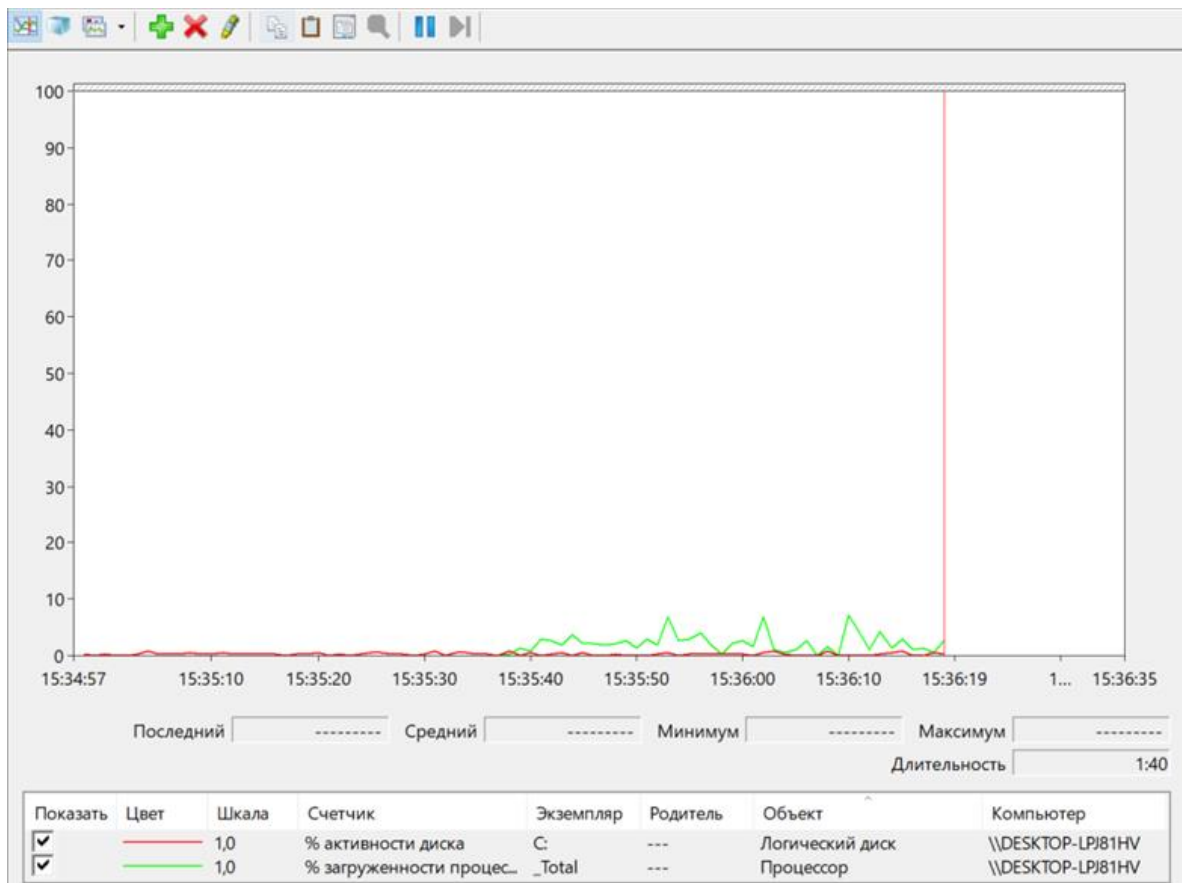 100
90
80
70
60
50
40
30
20
10
0
15:34:57 15:35:10 15:35:20 15:35:30 15:35:40 15:35:50 15:36:00 15:36:10 15:36:19 1... 15:36:35
Последний --------- Средний --------- Минимум --------- Максимум ---------
Длительность 1:40
Показать Цвет Шкала Счетчик Экземпляр Родитель Объект Компьютер
1,0 % активности диска C: --- Логический диск \\DESKTOP-LPJ81HV
1,0 % загруженности процес... _Total --- Процессор \\DESKTOP-LPJ81HV